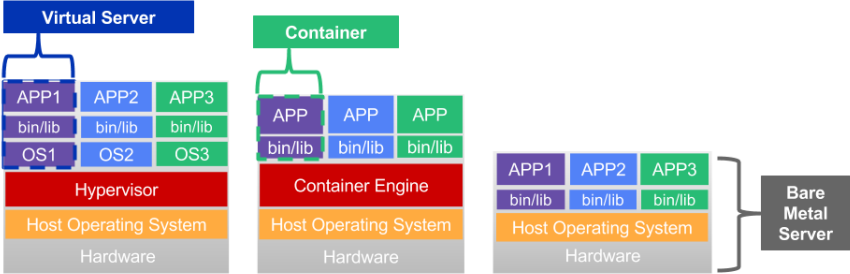 Virtual Server
APP1 APP2 APP3
bin/lib bin/lib bin/lib
OS1 OS2 OS3
Hypervisor
Host Operating System
Hardware
Container
APP APP APP
bin/lib bin/lib bin/lib
Container Engine
Host Operating System
Hardware
APP1 APP2 APP3
bin/lib bin/lib bin/lib
Host Operating System
Hardware
Bare
Metal
Server